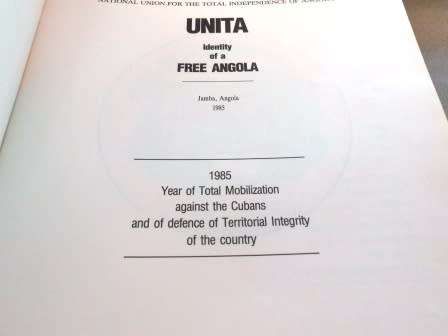 NATIONAL UNION FOR THE TOTAL INDEPENDENCE OF ANGOLA
UNITA
Identity
of a
FREE ANGOLA
Jamba, Angola
1985
1985
Year of Total Mobilization
against the Cubans
and of defence of Territorial Integrity
of the country